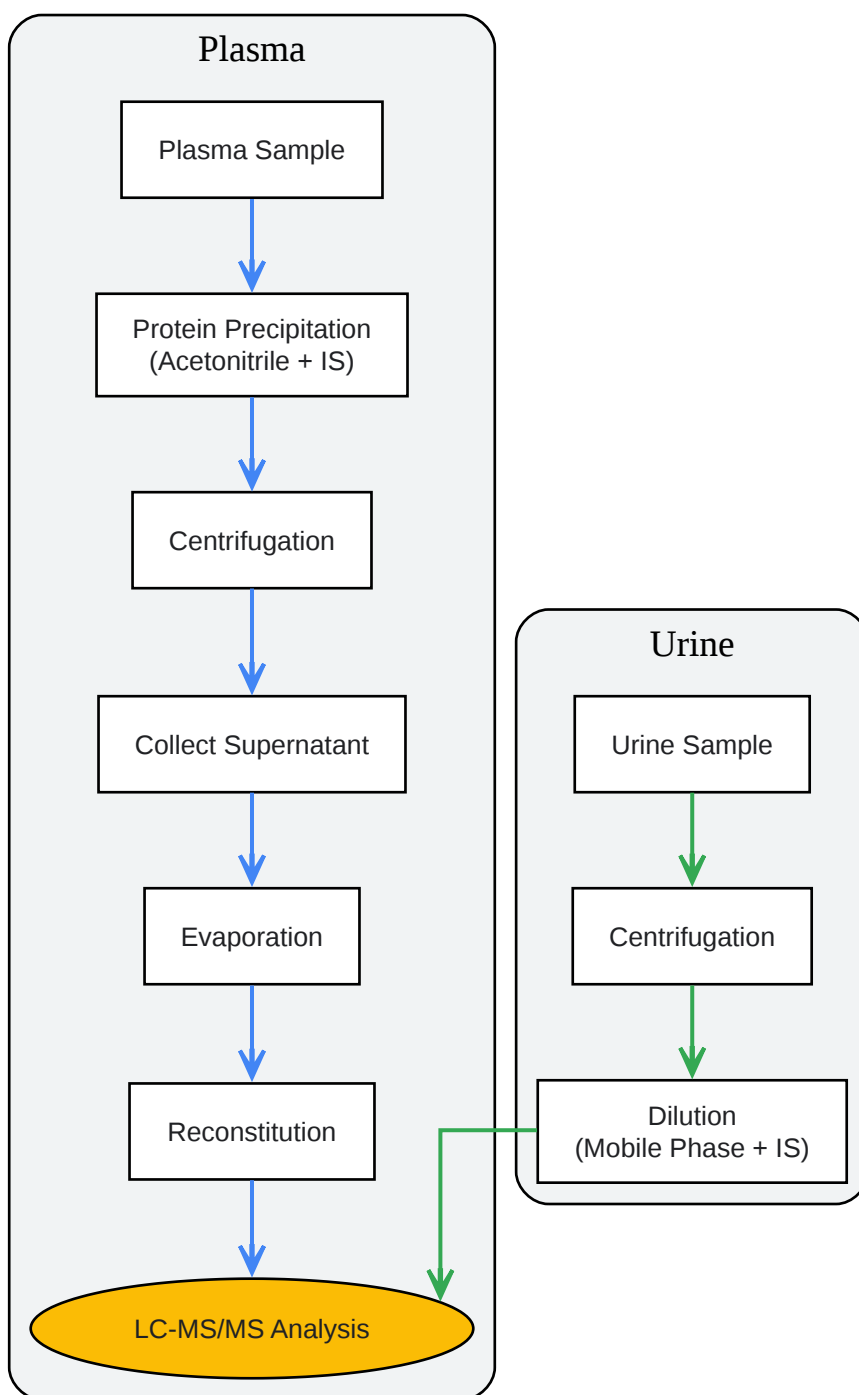 Plasma
Plasma Sample
Protein Precipitation
(Acetonitrile + IS)
Centrifugation
Collect Supernatant
Evaporation
Reconstitution
LC-MS/MS Analysis
Urine
Urine Sample
Centrifugation
Dilution
(Mobile Phase + IS)